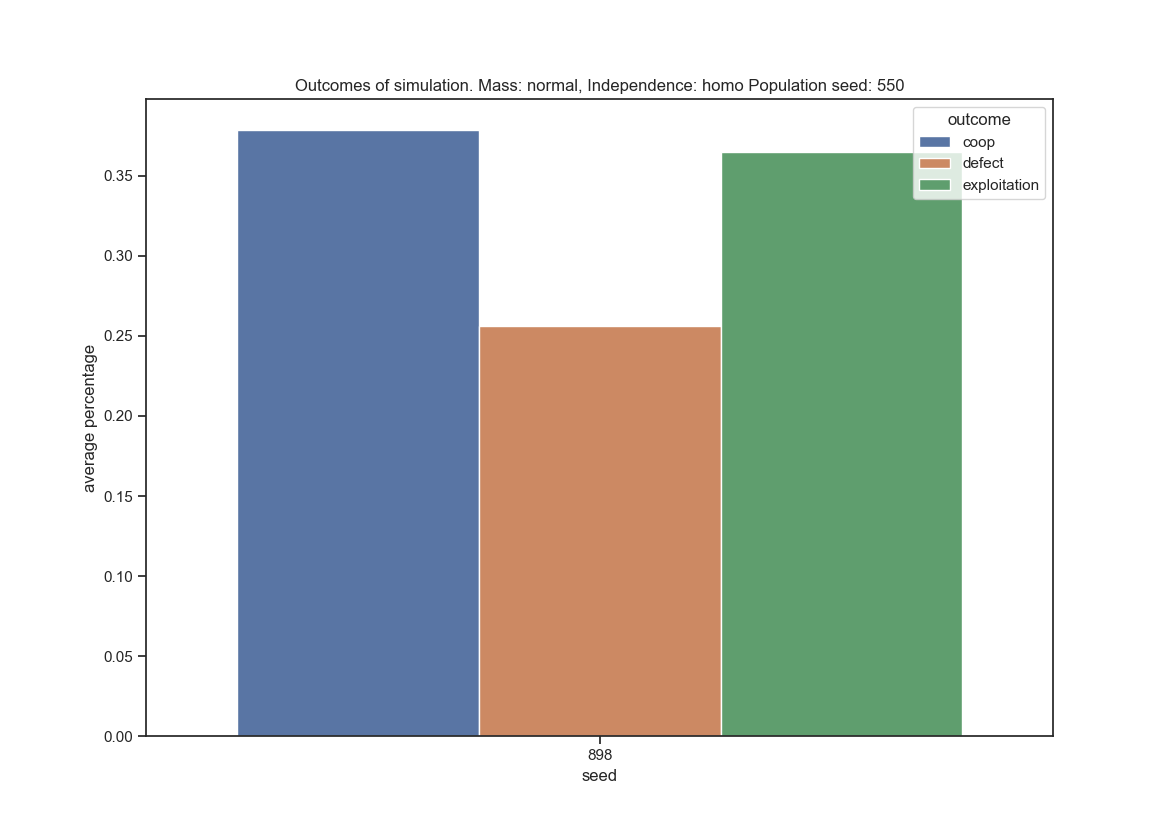 Outcomes of simulation. Mass: normal, Independence: homo Population seed: 550
outcome
coop
defect
exploitation
average percentage
0.35
0.30
0.25
0.20
0.15
0.10
0.05
0.00
898
seed